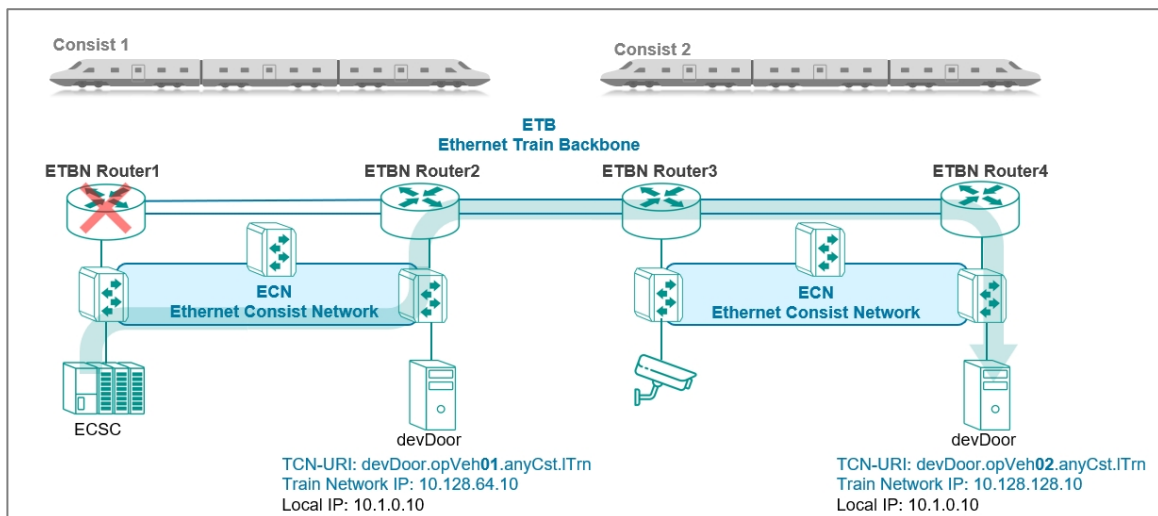 Consist 1
Consist 2
ETB
Ethernet Train Backbone
ETBN Router1
ETBN Router2
ETBN Router3
ETBN Router4
ECN
Ethernet Consist Network
ECN
Ethernet Consist Network
ECSC
devDoor
TCN-URI: devDoor.opVeh01.anyCst.lTrn
Train Network IP: 10.128.64.10
Local IP: 10.1.0.10
devDoor
TCN-URI: devDoor.opVeh02.anyCst.lTrn
Train Network IP: 10.128.128.10
Local IP: 10.1.0.10